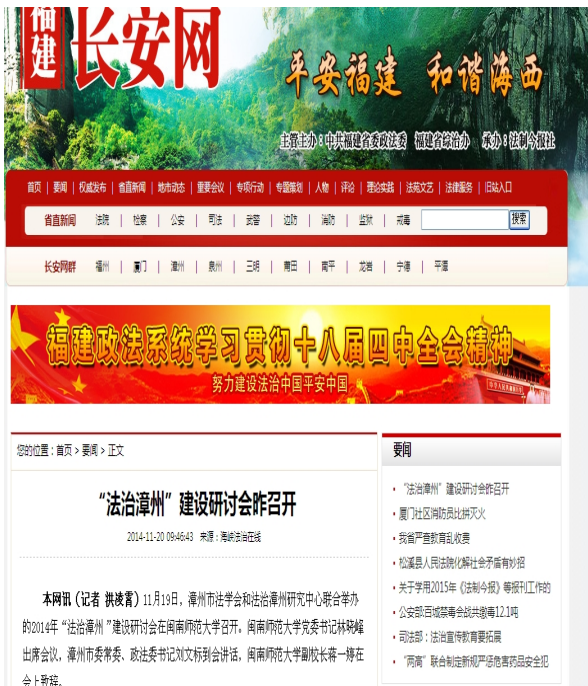 福建 长安网
平安福建 和谐海西
主管主办：中共福建省委政法委 福建省综治办 承办：法制今报社
首页 | 要闻 | 权威发布 | 省直新闻 | 地市动态 | 重要会议 | 专项行动 | 专题策划 | 人物 | 评论 | 理论实践 | 法苑文艺 | 法律服务 | 旧站入口
省直新闻 法院 | 检察 | 公安 | 司法 | 武警 | 边防 | 消防 | 监狱 | 戒毒 搜索
长安网群 福州 | 厦门 | 漳州 | 泉州 | 三明 | 莆田 | 南平 | 龙岩 | 宁德 | 平潭
福建政法系统学习贯彻十八届四中全会精神
努力建设法治中国平安中国
您的位置：首页 > 要闻 > 正文
“法治漳州”建设研讨会昨召开
2014-11-20 09:46:43 来源：海峡法治在线
本网讯（记者 洪凌霄）11月19日，漳州市法学会和法治漳州研究中心联合举办
的2014年“法治漳州”建设研讨会在闽南师范大学召开。闽南师范大学党委书记林晓峰
出席会议，漳州市委常委、政法委书记刘文标到会讲话，闽南师范大学副校长蒋一婷在
会上致辞。
要闻
· “法治漳州”建设研讨会昨召开
· 厦门社区消防员比拼灭火
· 我省严查教育乱收费
· 松溪县人民法院化解社会矛盾有妙招
· 关于学用2015年《法制今报》等报刊工作的
· 公安部百城禁毒会战共缴毒12.1吨
· 司法部：法治宣传教育要拓展
· “两高”联合制定新规严惩危害药品安全犯